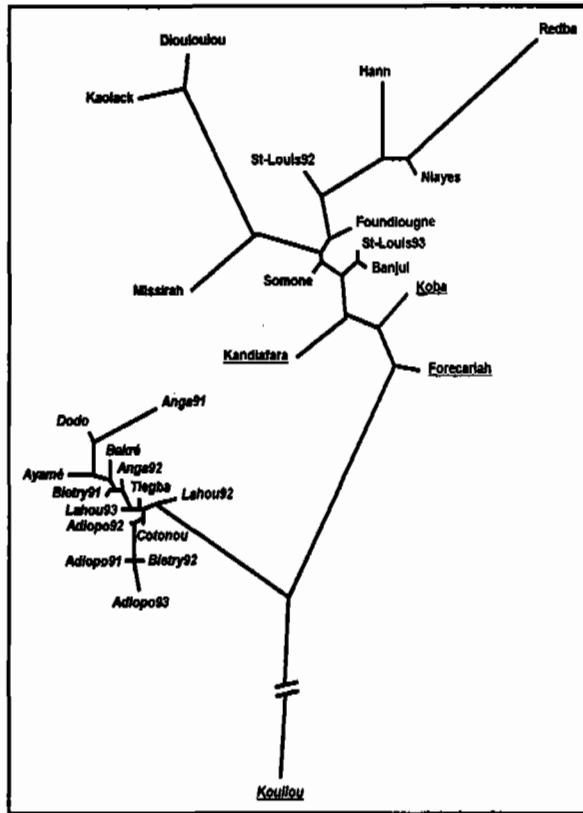 Redba
Diouloulou
Hann
Kaolack
St-Louis92
Niayes
Foundiougne
St-Louis93
Somone
Banjul
Missirah
Koba
Kandiafara
Forecariah
Anga91
Dodo
Bakré
Anga92
Ayamé
Tiegba
Bietry91
Lahou92
Lahou93
Adiopo92
Cotonou
Adiopo91
Bietry92
Adiopo93
Kouilou